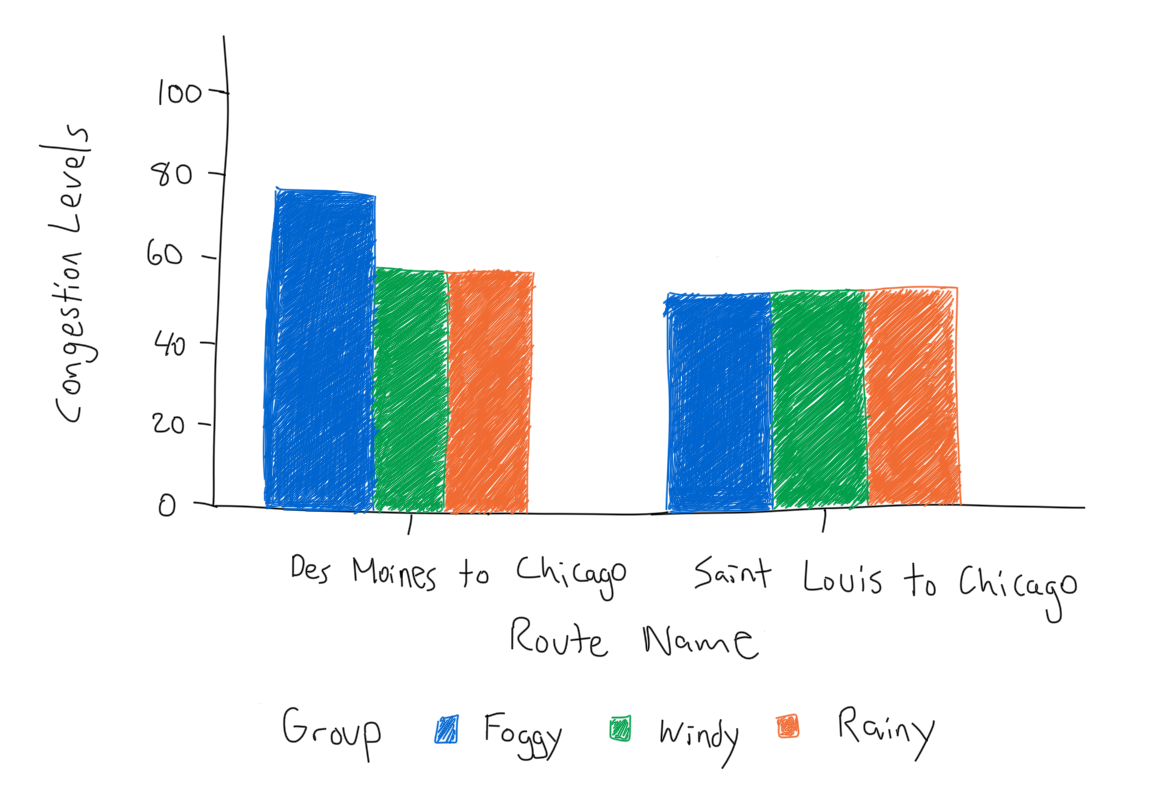 Congestion Levels
100
80
60
40
20
0
Des Moines to Chicago
Saint Louis to Chicago
Route Name
Group Foggy Windy Rainy